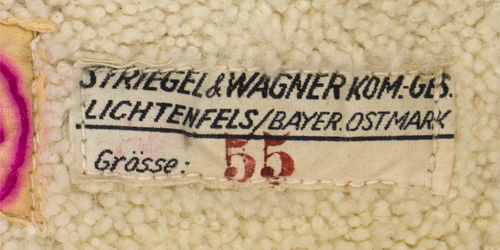 STRIEGEL & WAGNER KOM.-GES.
LICHTENFELS/BAYER. OSTMARK
Grösse: 55